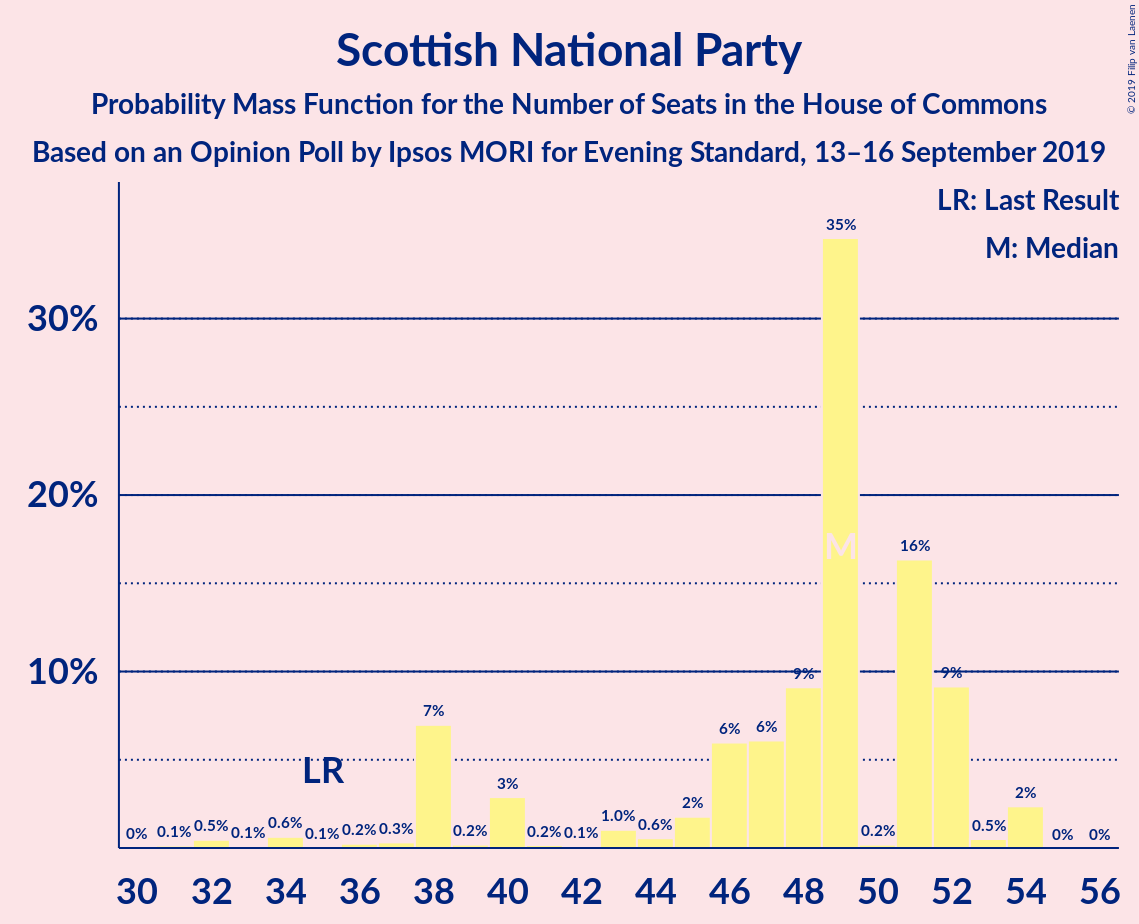 © 2019 Filip van Laenen
Scottish National Party
Probability Mass Function for the Number of Seats in the House of Commons
Based on an Opinion Poll by Ipsos MORI for Evening Standard, 13–16 September 2019
LR: Last Result
M: Median
30%
20%
10%
0% 0.1% 0.5% 0.1% 0.6% 0.1% 0.2% 0.3% 7% 0.2% 3% 0.2% 0.1% 1.0% 0.6% 2% 6% 6% 9% 35% 0.2% 16% 9% 0.5% 2% 0% 0%
LR
M
30 32 34 36 38 40 42 44 46 48 50 52 54 56